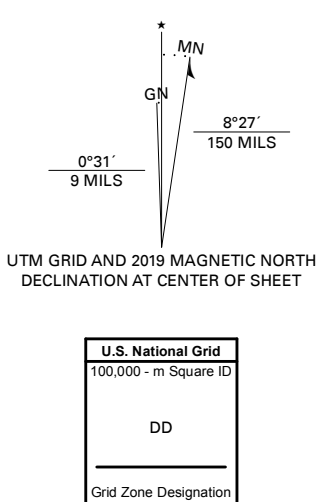 ★
MN
GN
8°27´
150 MILS
0°31´
9 MILS
UTM GRID AND 2019 MAGNETIC NORTH
DECLINATION AT CENTER OF SHEET
U.S. National Grid
100,000 - m Square ID
DD
Grid Zone Designation